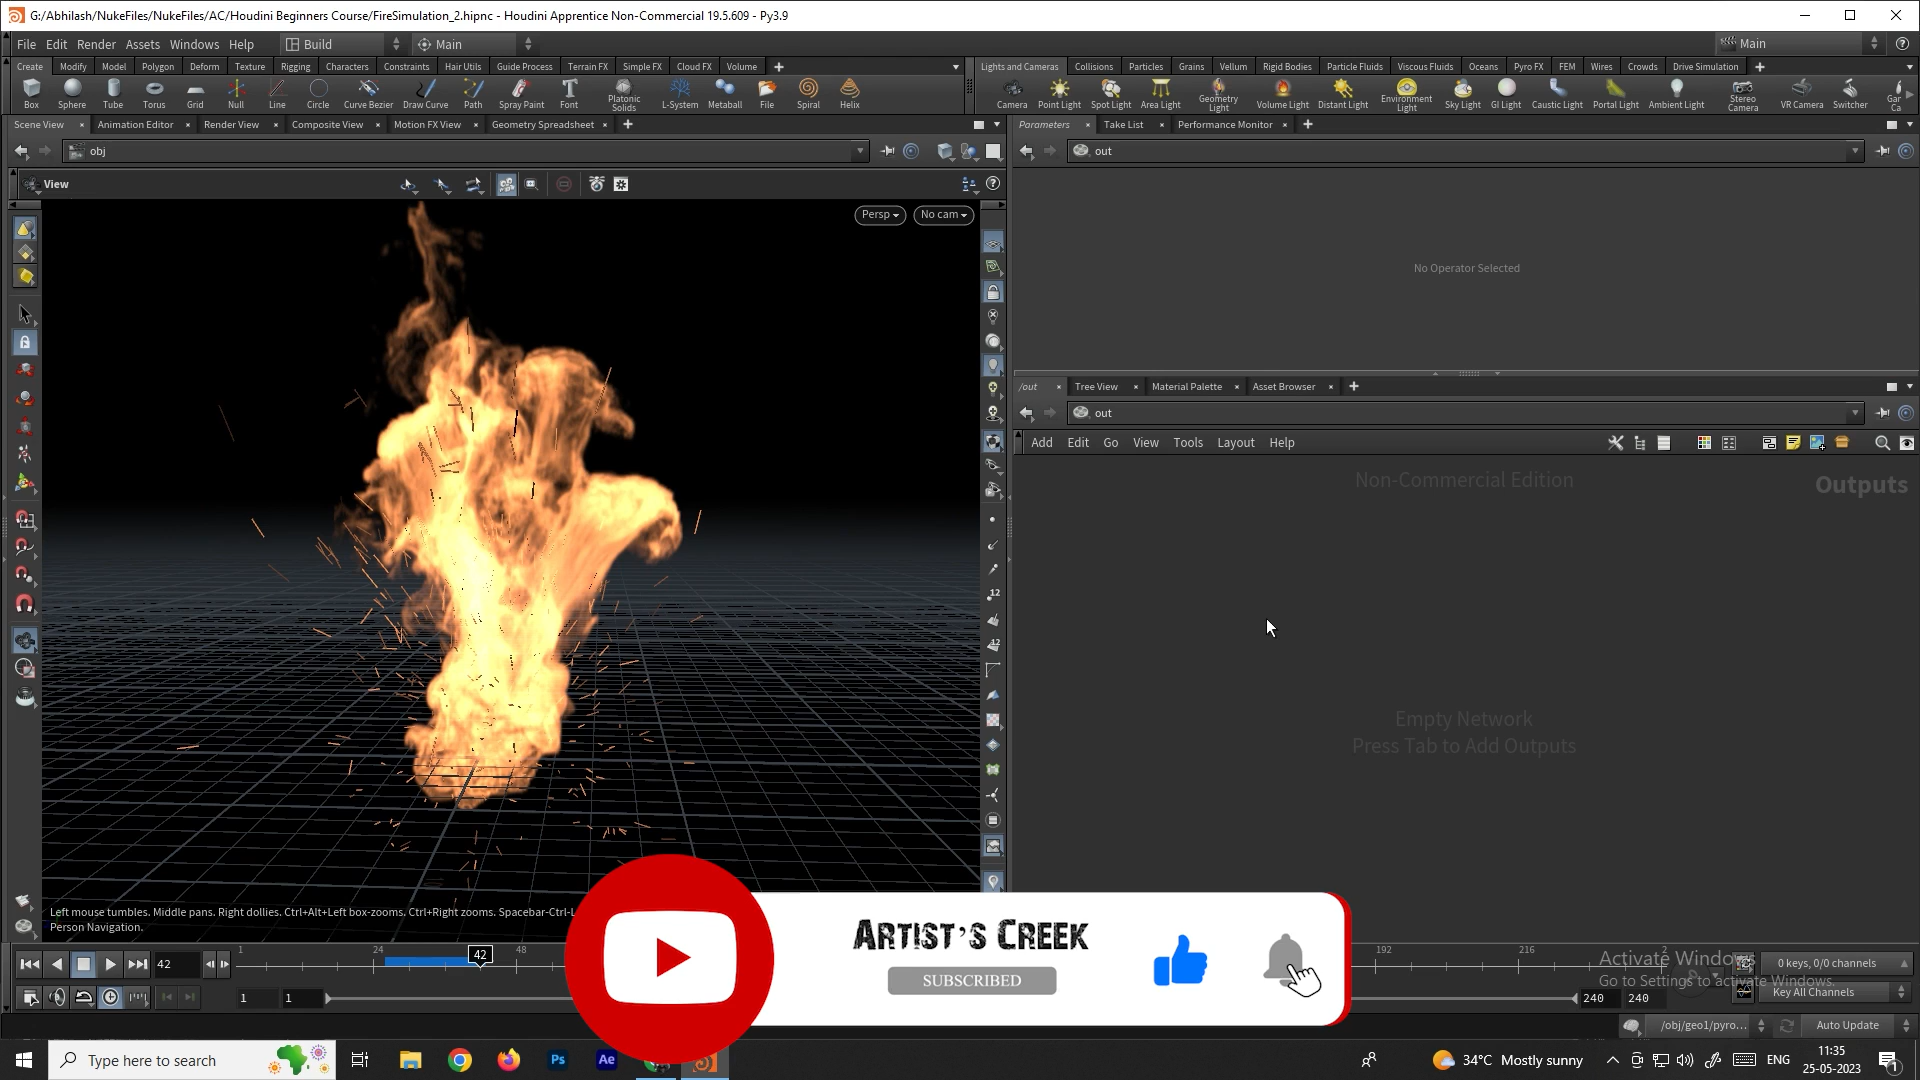 G:/Abhilash/NukeFiles/NukeFiles/AC/Houdini Beginners Course/FireSimulation_2.hipnc - Houdini Apprentice Non-Commercial 19.5.609 - Py3.9
File Edit Render Assets Windows Help Build Main Main
Create Modify Model Polygon Deform Texture Rigging Characters Constraints Hair Utils Guide Process Terrain FX Simple FX Cloud FX Volume
Lights and Cameras Collisions Particles Grains Vellum Rigid Bodies Particle Fluids Viscous Fluids Oceans Pyro FX FEM Wires Crowds Drive Simulation
Box Sphere Tube Torus Grid Null Line Circle Curve Bezier Draw Curve Path Spray Paint Font Platonic Solids L-System Metaball File Spiral Helix
Camera Point Light Spot Light Area Light Geometry Light Volume Light Distant Light Environment Light Sky Light GI Light Caustic Light Portal Light Ambient Light Stereo Camera VR Camera Switcher Gar Ca
Scene View Animation Editor Render View Composite View Motion FX View Geometry Spreadsheet
Parameters Take List Performance Monitor
obj
out
View
Persp No cam
No Operator Selected
/out Tree View Material Palette Asset Browser
out
Add Edit Go View Tools Layout Help
Non-Commercial Edition
Outputs
Empty Network
Press Tab to Add Outputs
12
12
Left mouse tumbles. Middle pans. Right dollies. Ctrl+Alt+Left box-zooms. Ctrl+Right zooms. Spacebar-Ctrl-L
Person Navigation.
ARTIST'S CREEK
SUBSCRIBED
42
1 24 42 48 192 216 2
Activate Windows
Go to Settings to activate Windows.
0 keys, 0/0 channels
1 1 240 240
Key All Channels
/obj/geo1/pyro... Auto Update
Type here to search
Ps Ae
34°C Mostly sunny
ENG
11:35
25-05-2023
1